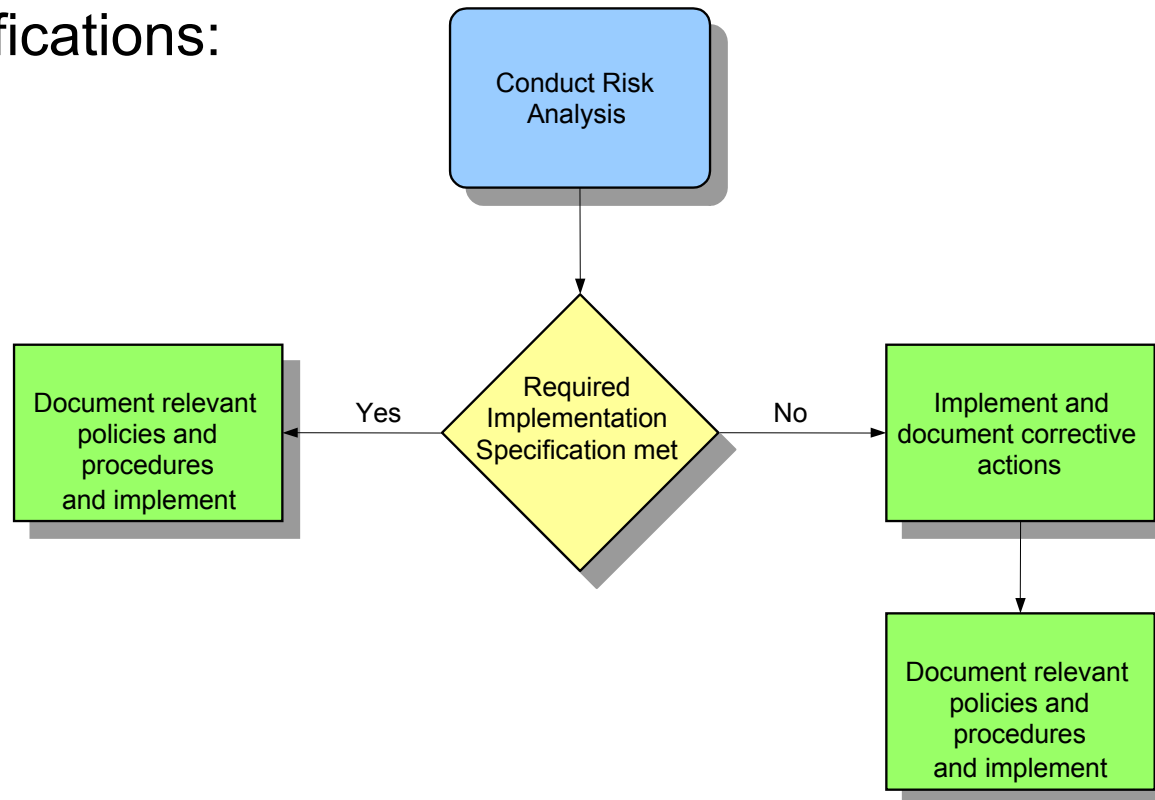 fications:
Conduct Risk
Analysis
Required
Implementation
Specification met
Yes
No
Document relevant
policies and
procedures
and implement
Implement and
document corrective
actions
Document relevant
policies and
procedures
and implement